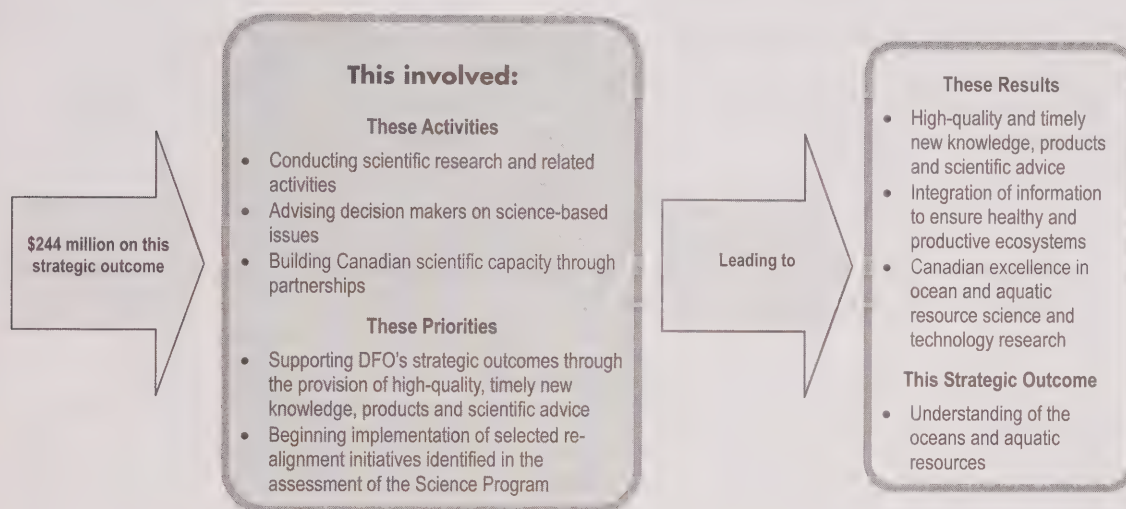 $244 million on this
strategic outcome
This involved:
These Activities
• Conducting scientific research and related
activities
• Advising decision makers on science-based
issues
• Building Canadian scientific capacity through
partnerships
These Priorities
• Supporting DFO's strategic outcomes through
the provision of high-quality, timely new
knowledge, products and scientific advice
• Beginning implementation of selected re-
alignment initiatives identified in the
assessment of the Science Program
Leading to
These Results
• High-quality and timely
new knowledge, products
and scientific advice
• Integration of information
to ensure healthy and
productive ecosystems
• Canadian excellence in
ocean and aquatic
resource science and
technology research
This Strategic Outcome
• Understanding of the
oceans and aquatic
resources